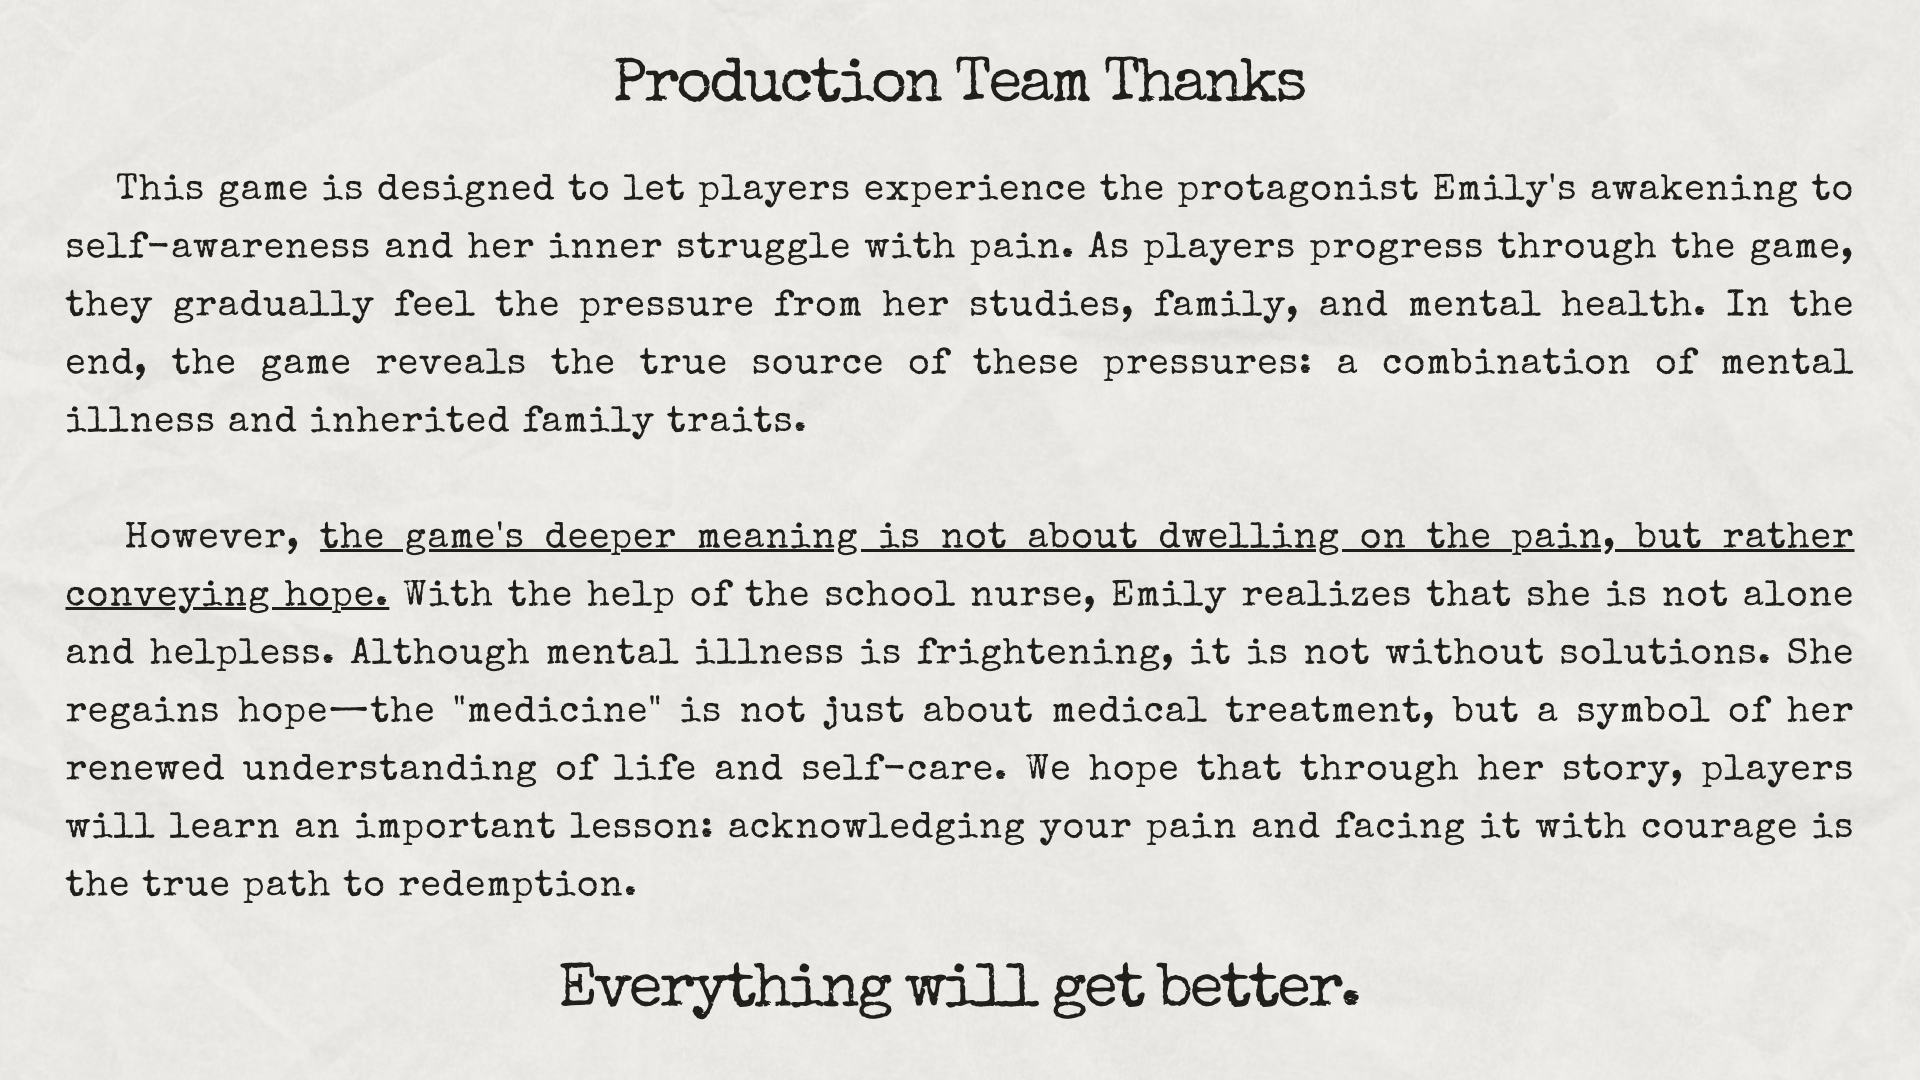 Production Team Thanks
This game is designed to let players experience the protagonist Emily's awakening to
self-awareness and her inner struggle with pain. As players progress through the game,
they gradually feel the pressure from her studies, family, and mental health. In the
end, the game reveals the true source of these pressures: a combination of mental
illness and inherited family traits.
However, the game's deeper meaning is not about dwelling on the pain, but rather
conveying hope. With the help of the school nurse, Emily realizes that she is not alone
and helpless. Although mental illness is frightening, it is not without solutions. She
regains hope—the "medicine" is not just about medical treatment, but a symbol of her
renewed understanding of life and self-care. We hope that through her story, players
will learn an important lesson: acknowledging your pain and facing it with courage is
the true path to redemption.
Everything will get better.